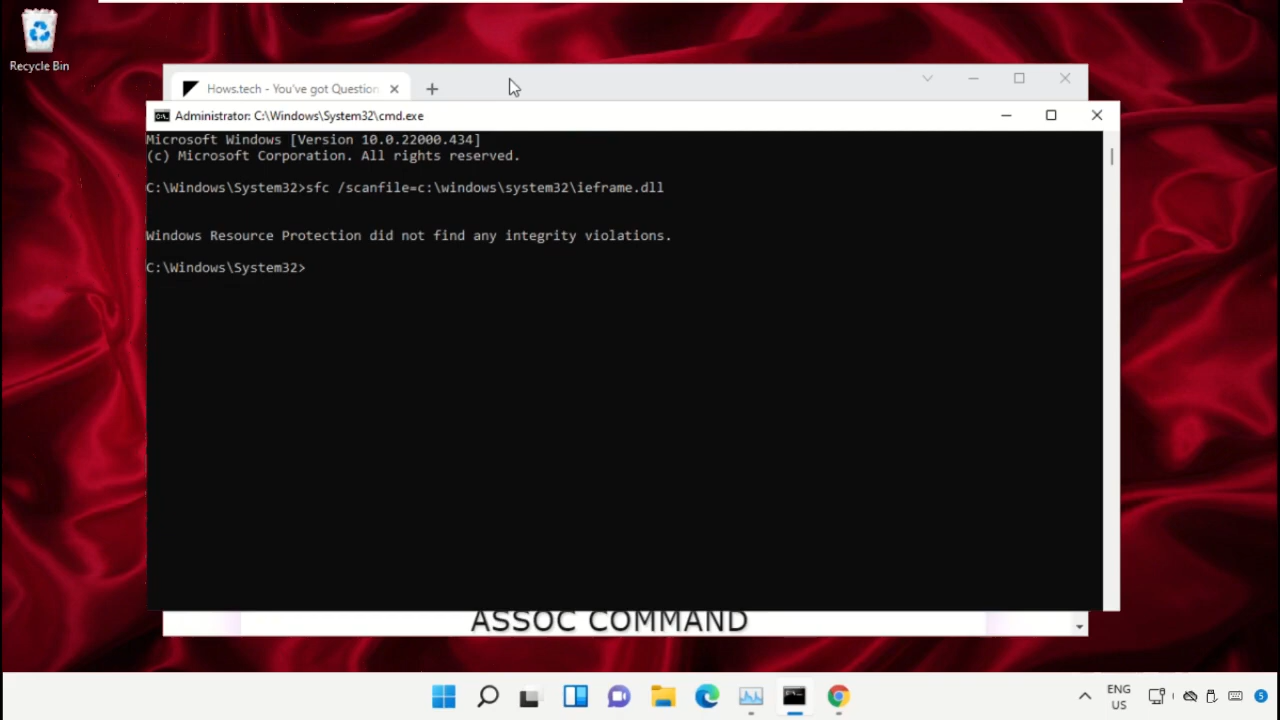 Recycle Bin
Hows.tech - You've got Question
Administrator: C:\Windows\System32\cmd.exe
Microsoft Windows [Version 10.0.22000.434]
(c) Microsoft Corporation. All rights reserved.
C:\Windows\System32>sfc /scanfile=c:\windows\system32\ieframe.dll
Windows Resource Protection did not find any integrity violations.
C:\Windows\System32>
ASSOC COMMAND
ENG
US
5